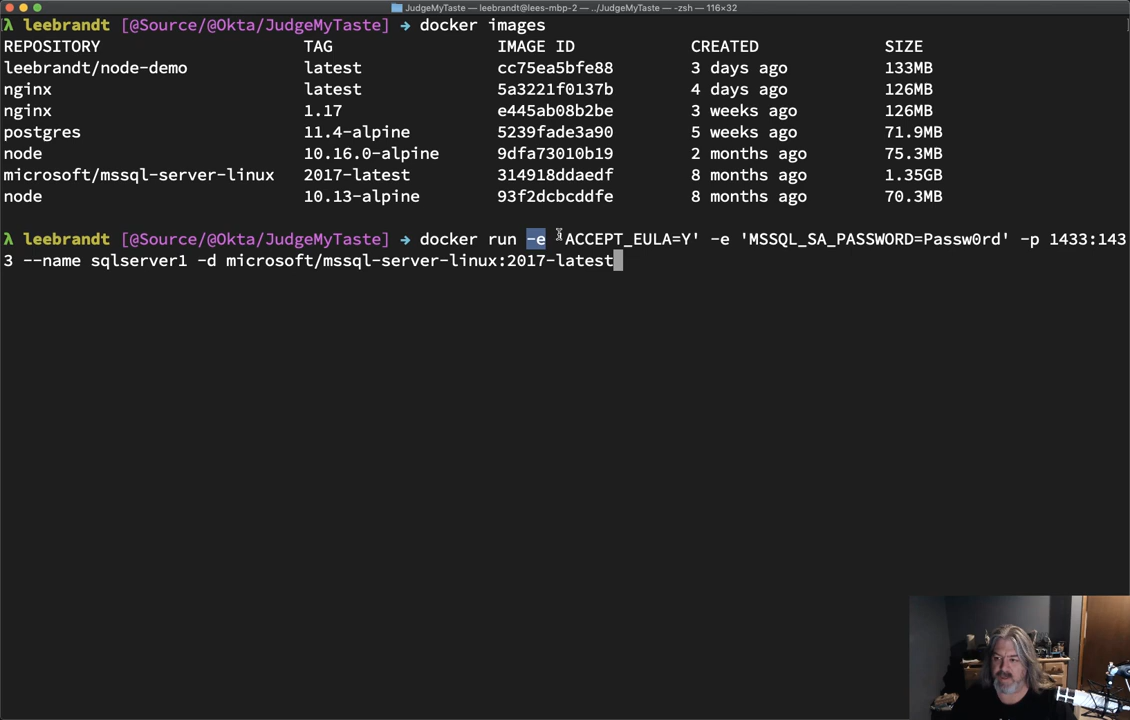 JudgeMyTaste — leebrandt@lees-mbp-2 — ../JudgeMyTaste — -zsh — 116×32
λ leebrandt [@Source/@Okta/JudgeMyTaste] → docker images
REPOSITORY TAG IMAGE ID CREATED SIZE
leebrandt/node-demo latest cc75ea5bfe88 3 days ago 133MB
nginx latest 5a3221f0137b 4 days ago 126MB
nginx 1.17 e445ab08b2be 3 weeks ago 126MB
postgres 11.4-alpine 5239fade3a90 5 weeks ago 71.9MB
node 10.16.0-alpine 9dfa73010b19 2 months ago 75.3MB
microsoft/mssql-server-linux 2017-latest 314918ddaedf 8 months ago 1.35GB
node 10.13-alpine 93f2dcbcddfe 8 months ago 70.3MB
λ leebrandt [@Source/@Okta/JudgeMyTaste] → docker run -e 'ACCEPT_EULA=Y' -e 'MSSQL_SA_PASSWORD=Passw0rd' -p 1433:143
3 --name sqlserver1 -d microsoft/mssql-server-linux:2017-latest